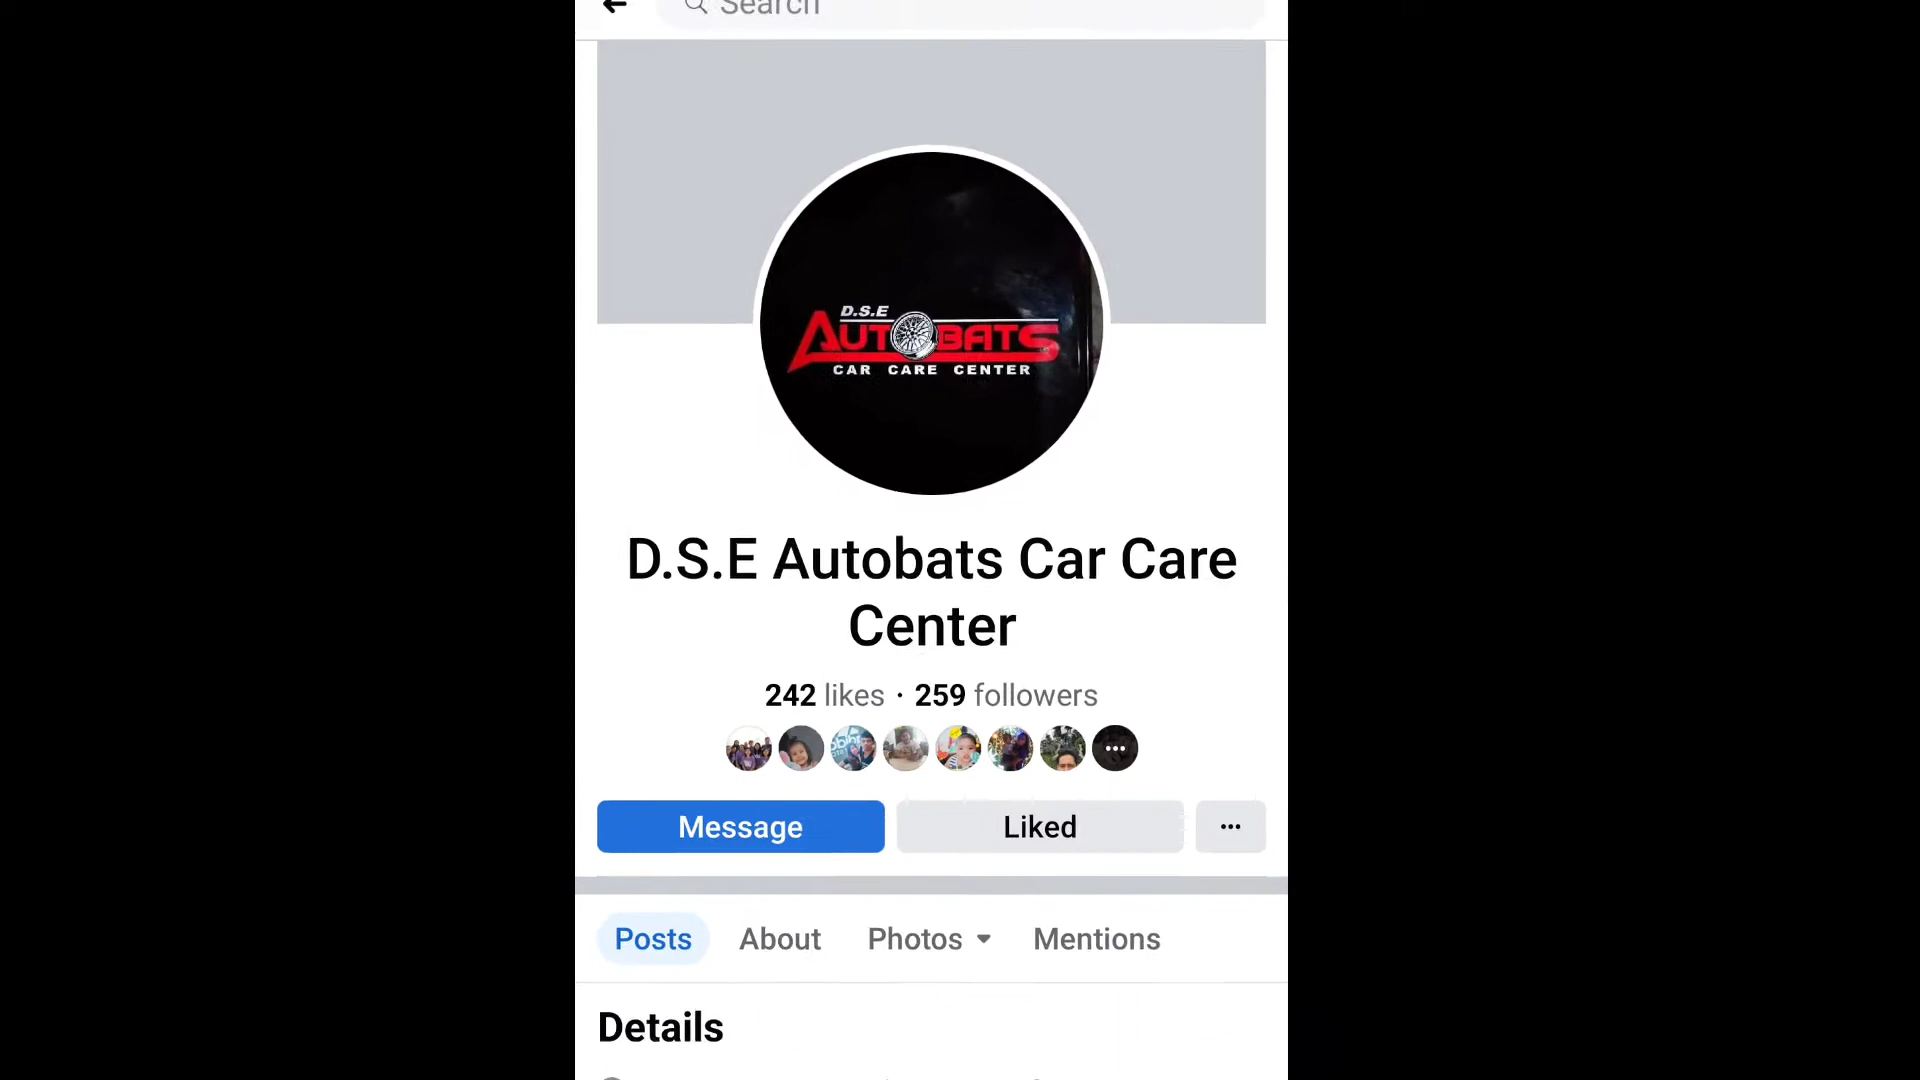 Search
D.S.E
AUTOBATS
CAR CARE CENTER
D.S.E Autobats Car Care
Center
242 likes · 259 followers
Message
Liked
Posts
About
Photos
Mentions
Details